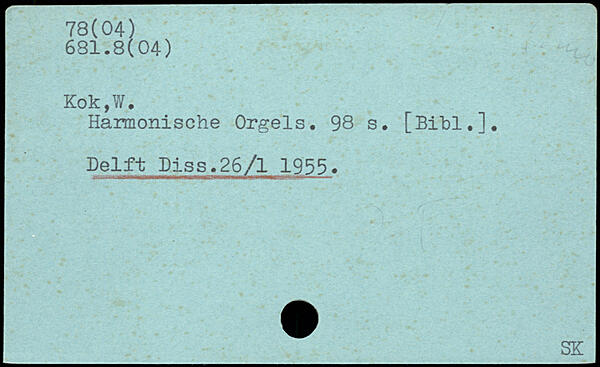 78(04)
681.8(04)
Kok,W.
Harmonische Orgels. 98 s. [Bibl.].
Delft Diss.26/1 1955.
SK